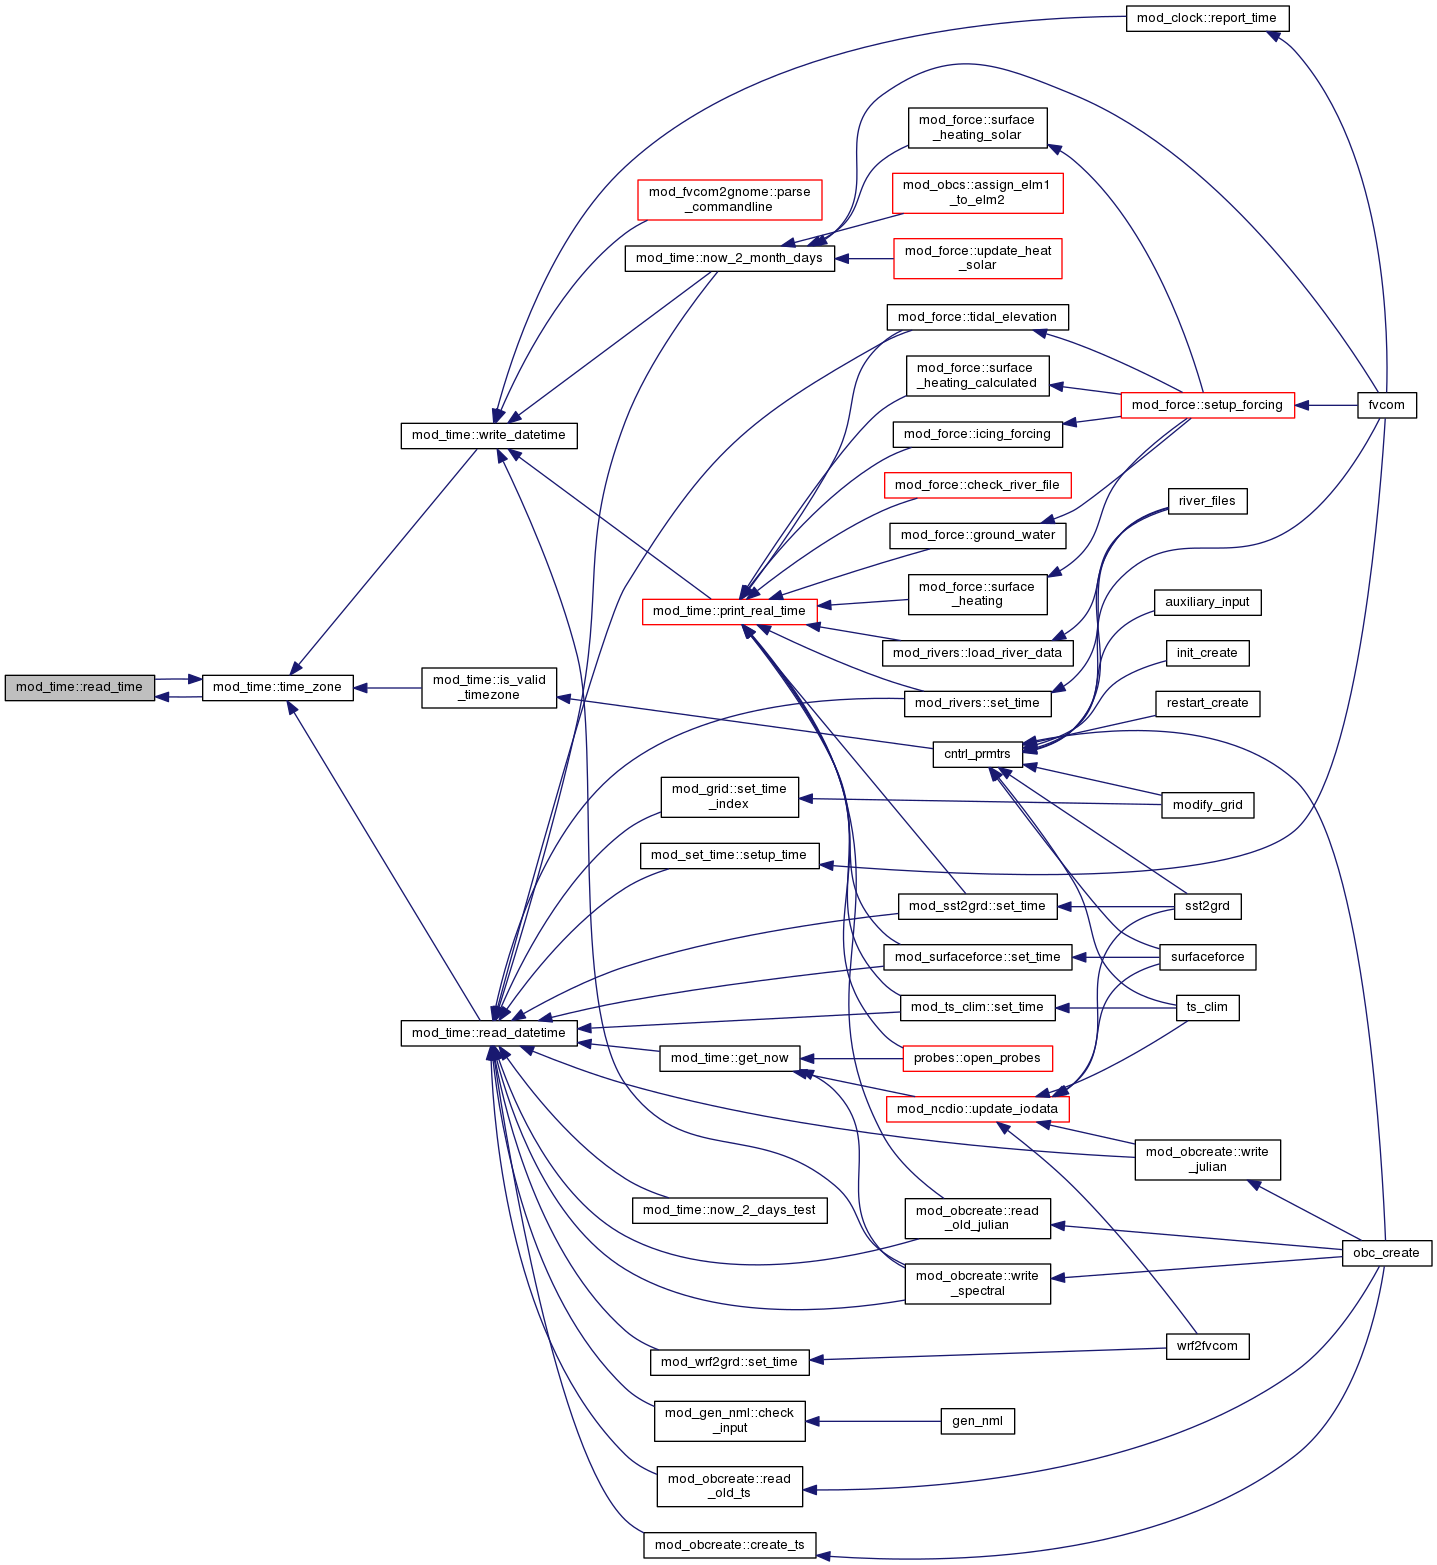 mod_clock::report_time
mod_force::surface
_heating_solar
mod_fvcom2gnome::parse
_commandline
mod_obcs::assign_elm1
_to_elm2
mod_time::now_2_month_days
mod_force::update_heat
_solar
mod_force::tidal_elevation
mod_force::surface
_heating_calculated
mod_force::setup_forcing
fvcom
mod_time::write_datetime
mod_force::icing_forcing
mod_force::check_river_file
river_files
mod_force::ground_water
mod_force::surface
_heating
auxiliary_input
mod_time::print_real_time
mod_rivers::load_river_data
init_create
mod_time::read_time
mod_time::time_zone
mod_time::is_valid
_timezone
mod_rivers::set_time
restart_create
cntrl_prmtrs
mod_grid::set_time
_index
modify_grid
mod_set_time::setup_time
mod_sst2grd::set_time
sst2grd
mod_surfaceforce::set_time
surfaceforce
mod_ts_clim::set_time
ts_clim
mod_time::read_datetime
mod_time::get_now
probes::open_probes
mod_ncdio::update_iodata
mod_obcreate::write
_julian
mod_time::now_2_days_test
mod_obcreate::read
_old_julian
obc_create
mod_obcreate::write
_spectral
wrf2fvcom
mod_wrf2grd::set_time
mod_gen_nml::check
_input
gen_nml
mod_obcreate::read
_old_ts
mod_obcreate::create_ts